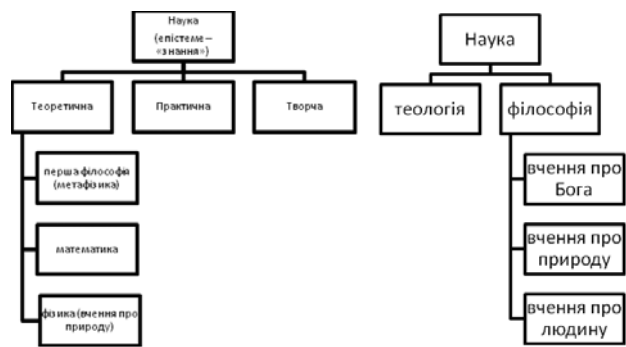 Наука
(епістеме –
«знання»)
Теоретична
Практична
Творча
перша філософія
(метафізика)
математика
фізика (вчення про
природу)
Наука
теологія
філософія
вчення про
Бога
вчення про
природу
вчення про
людину